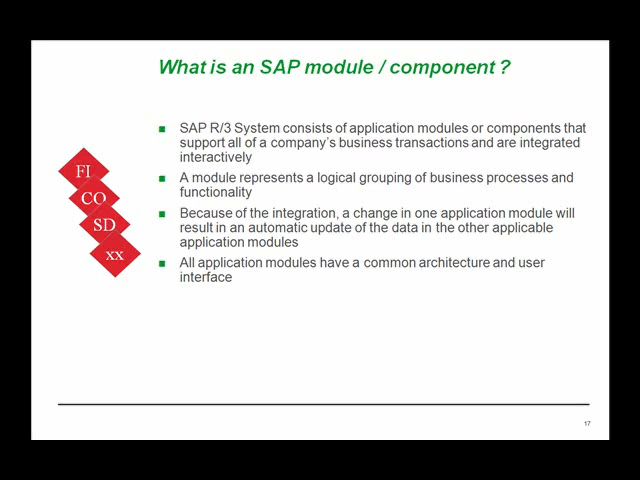 What is an SAP module / component ?
SAP R/3 System consists of application modules or components that
support all of a company's business transactions and are integrated
interactively
A module represents a logical grouping of business processes and
functionality
Because of the integration, a change in one application module will
result in an automatic update of the data in the other applicable
application modules
All application modules have a common architecture and user
interface
FI
CO
SD
xx
17